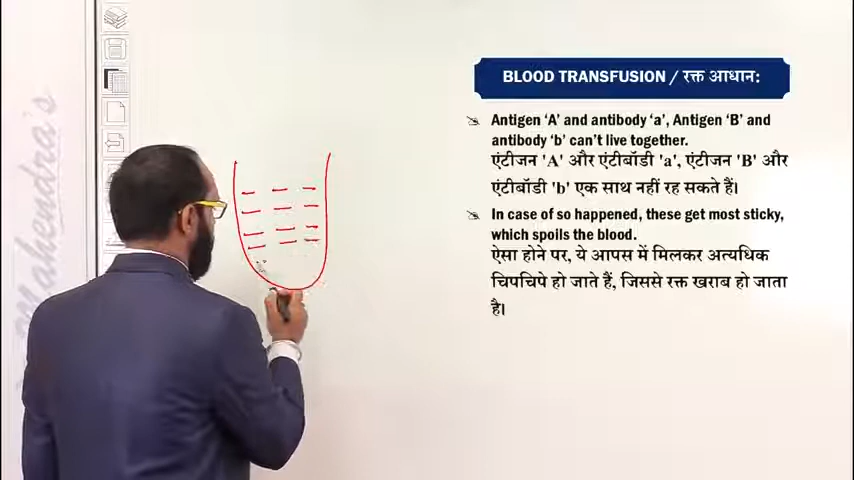 Mahendra's
BLOOD TRANSFUSION / रक्त आधान:
Antigen ‘A’ and antibody ‘a’, Antigen ‘B’ and
antibody ‘b’ can’t live together.
एंटीजन 'A' और एंटीबॉडी 'a', एंटीजन 'B' और
एंटीबॉडी 'b' एक साथ नहीं रह सकते हैं।
In case of so happened, these get most sticky,
which spoils the blood.
ऐसा होने पर, ये आपस में मिलकर अत्यधिक
चिपचिपे हो जाते हैं, जिससे रक्त खराब हो जाता
है।